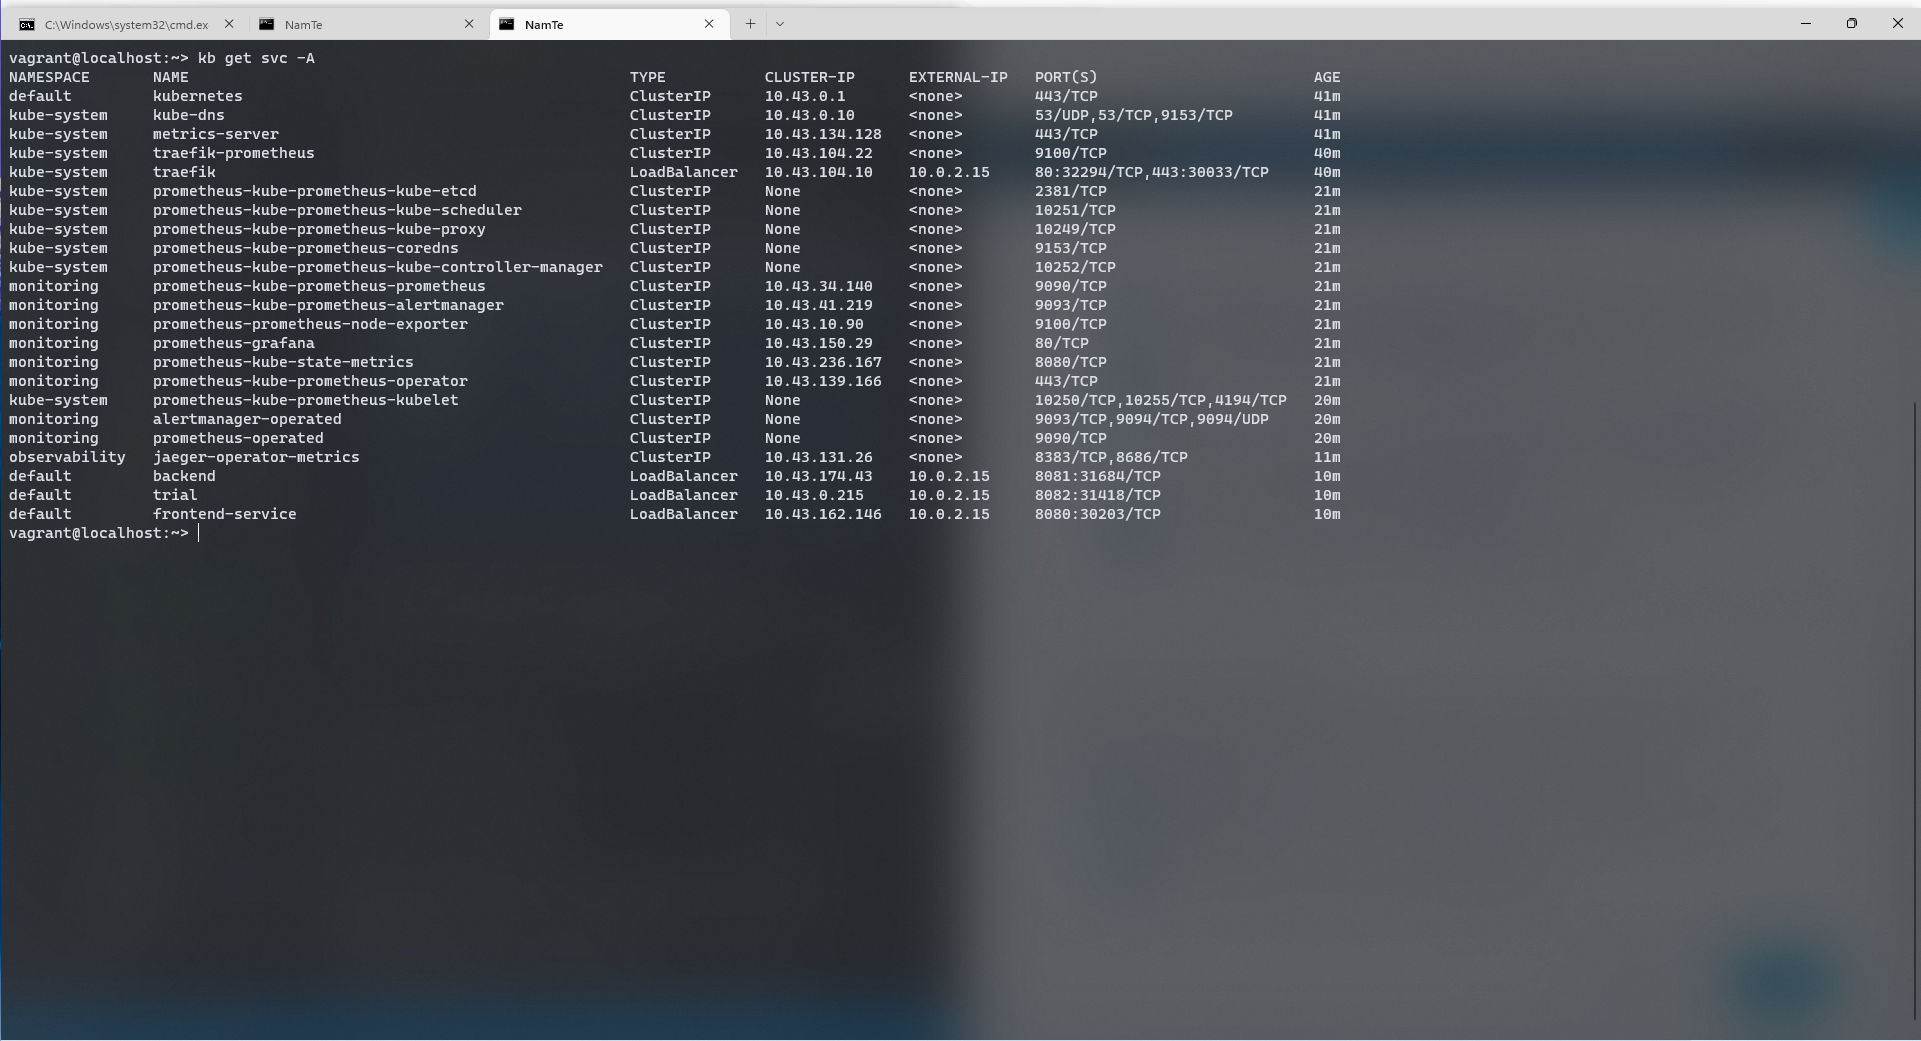 C:\Windows\system32\cmd.ex NamTe NamTe
vagrant@localhost:~> kb get svc -A
NAMESPACE NAME TYPE CLUSTER-IP EXTERNAL-IP PORT(S) AGE
default kubernetes ClusterIP 10.43.0.1 <none> 443/TCP 41m
kube-system kube-dns ClusterIP 10.43.0.10 <none> 53/UDP,53/TCP,9153/TCP 41m
kube-system metrics-server ClusterIP 10.43.134.128 <none> 443/TCP 41m
kube-system traefik-prometheus ClusterIP 10.43.104.22 <none> 9100/TCP 40m
kube-system traefik LoadBalancer 10.43.104.10 10.0.2.15 80:32294/TCP,443:30033/TCP 40m
kube-system prometheus-kube-prometheus-kube-etcd ClusterIP None <none> 2381/TCP 21m
kube-system prometheus-kube-prometheus-kube-scheduler ClusterIP None <none> 10251/TCP 21m
kube-system prometheus-kube-prometheus-kube-proxy ClusterIP None <none> 10249/TCP 21m
kube-system prometheus-kube-prometheus-coredns ClusterIP None <none> 9153/TCP 21m
kube-system prometheus-kube-prometheus-kube-controller-manager ClusterIP None <none> 10252/TCP 21m
monitoring prometheus-kube-prometheus-prometheus ClusterIP 10.43.34.140 <none> 9090/TCP 21m
monitoring prometheus-kube-prometheus-alertmanager ClusterIP 10.43.41.219 <none> 9093/TCP 21m
monitoring prometheus-prometheus-node-exporter ClusterIP 10.43.10.90 <none> 9100/TCP 21m
monitoring prometheus-grafana ClusterIP 10.43.150.29 <none> 80/TCP 21m
monitoring prometheus-kube-state-metrics ClusterIP 10.43.236.167 <none> 8080/TCP 21m
monitoring prometheus-kube-prometheus-operator ClusterIP 10.43.139.166 <none> 443/TCP 21m
kube-system prometheus-kube-prometheus-kubelet ClusterIP None <none> 10250/TCP,10255/TCP,4194/TCP 20m
monitoring alertmanager-operated ClusterIP None <none> 9093/TCP,9094/TCP,9094/UDP 20m
monitoring prometheus-operated ClusterIP None <none> 9090/TCP 20m
observability jaeger-operator-metrics ClusterIP 10.43.131.26 <none> 8383/TCP,8686/TCP 11m
default backend LoadBalancer 10.43.174.43 10.0.2.15 8081:31684/TCP 10m
default trial LoadBalancer 10.43.0.215 10.0.2.15 8082:31418/TCP 10m
default frontend-service LoadBalancer 10.43.162.146 10.0.2.15 8080:30203/TCP 10m
vagrant@localhost:~>